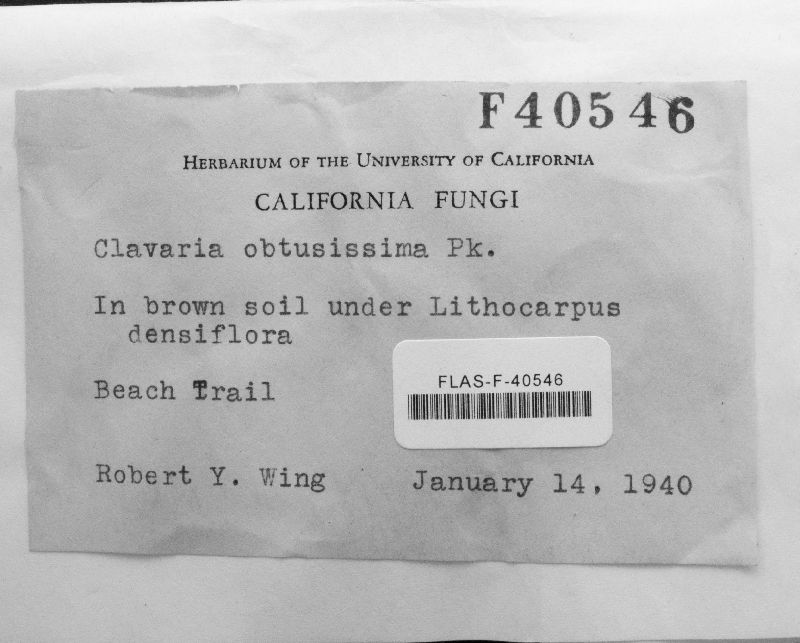 F40546
HERBARIUM OF THE UNIVERSITY OF CALIFORNIA
CALIFORNIA FUNGI
Clavaria obtusissima Pk.
In brown soil under Lithocarpus
densiflora
FLAS-F-40546
Beach Trail
Robert Y. Wing January 14, 1940